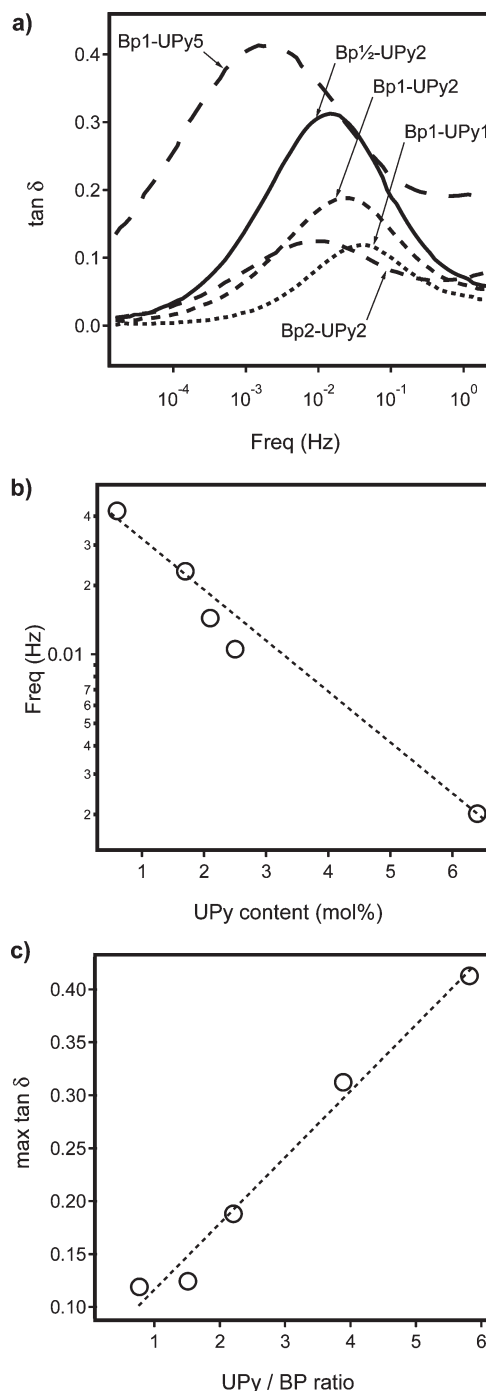 a)
0.4
0.3
0.2
0.1
0.0
tan δ
Bp1-UPy5
Bp½-UPy2
Bp1-UPy2
Bp1-UPy1
Bp2-UPy2
10⁻⁴
10⁻³
10⁻²
10⁻¹
10⁰
Freq (Hz)
b)
4
3
2
0.01
7
6
5
4
3
2
Freq (Hz)
1
2
3
4
5
6
UPy content (mol%)
c)
0.40
0.35
0.30
0.25
0.20
0.15
0.10
max tan δ
1
2
3
4
5
6
UPy / BP ratio